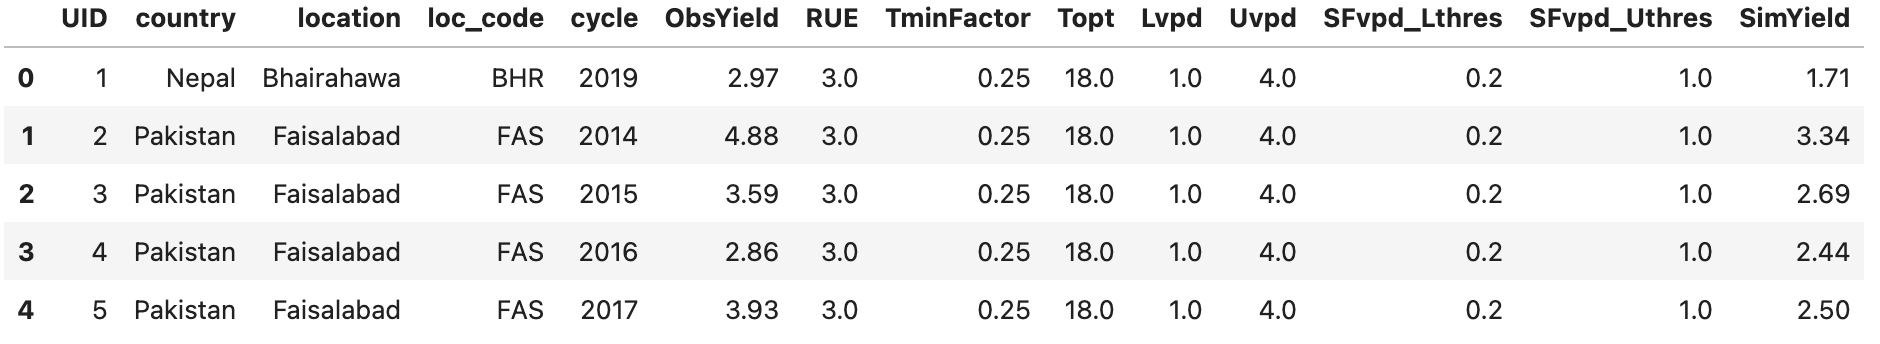 UID country location loc_code cycle ObsYield RUE TminFactor Topt Lvpd Uvpd SFvpd_Lthres SFvpd_Uthres SimYield
0 1 Nepal Bhairahawa BHR 2019 2.97 3.0 0.25 18.0 1.0 4.0 0.2 1.0 1.71
1 2 Pakistan Faisalabad FAS 2014 4.88 3.0 0.25 18.0 1.0 4.0 0.2 1.0 3.34
2 3 Pakistan Faisalabad FAS 2015 3.59 3.0 0.25 18.0 1.0 4.0 0.2 1.0 2.69
3 4 Pakistan Faisalabad FAS 2016 2.86 3.0 0.25 18.0 1.0 4.0 0.2 1.0 2.44
4 5 Pakistan Faisalabad FAS 2017 3.93 3.0 0.25 18.0 1.0 4.0 0.2 1.0 2.50